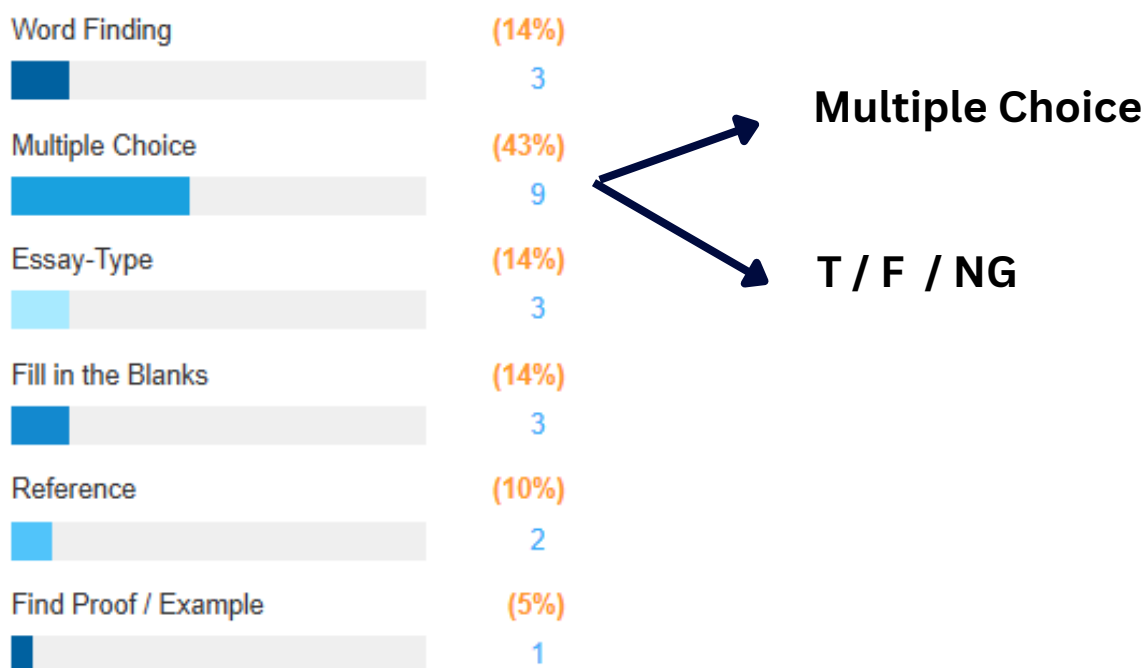 Word Finding (14%)
3
Multiple Choice
Multiple Choice (43%)
9
T / F / NG
Essay-Type (14%)
3
Fill in the Blanks (14%)
3
Reference (10%)
2
Find Proof / Example (5%)
1